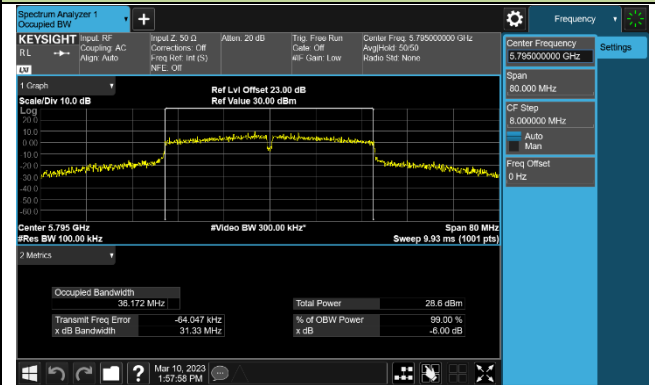 Spectrum Analyzer 1
Occupied BW
Frequency
KEYSIGHT
RL
LXI
Input: RF
Coupling: AC
Align: Auto
Input Z: 50 Ω
Corrections: Off
Freq Ref: Int (S)
NFE: Off
Atten: 20 dB
Trig: Free Run
Gate: Off
#IF Gain: Low
Center Freq: 5.795000000 GHz
Avg|Hold: 50/50
Radio Std: None
Center Frequency
5.795000000 GHz
Settings
Span
80.000 MHz
CF Step
8.000000 MHz
Auto
Man
Freq Offset
0 Hz
1 Graph
Scale/Div 10.0 dB
Ref Lvl Offset 23.00 dB
Ref Value 30.00 dBm
Log
20.0
10.0
0.00
-10.0
-20.0
-30.0
-40.0
-50.0
-60.0
Center 5.795 GHz
#Video BW 300.00 kHz*
Span 80 MHz
#Res BW 100.00 kHz
Sweep 9.93 ms (1001 pts)
2 Metrics
Occupied Bandwidth
36.172 MHz
Total Power
28.6 dBm
Transmit Freq Error
-64.047 kHz
% of OBW Power
99.00 %
x dB Bandwidth
31.33 MHz
x dB
-6.00 dB
Mar 10, 2023
1:57:58 PM